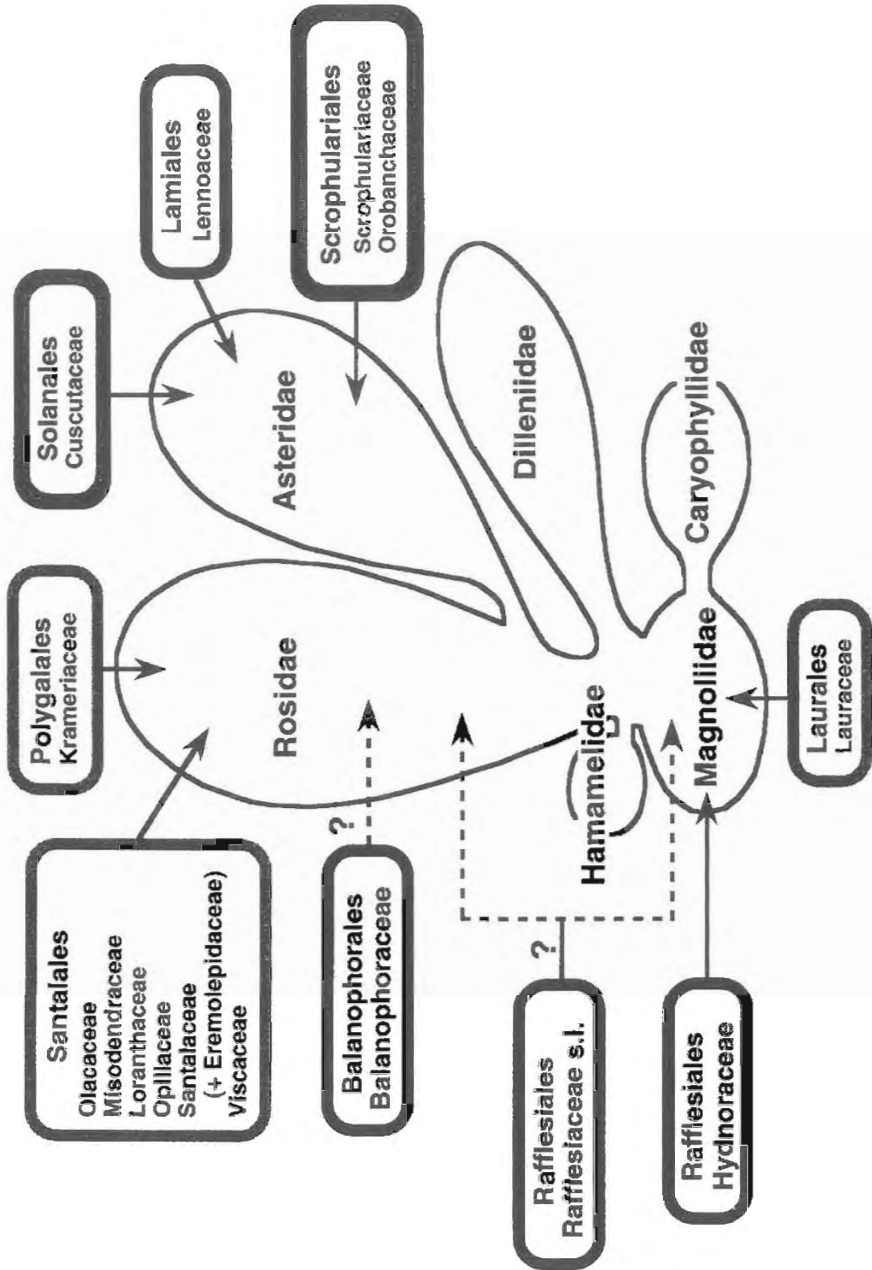 Santalales
Olacaceae
Misodendraceae
Loranthaceae
Opiliaceae
Santalaceae
(+ Eremolepidaceae)
Viscaceae
Polygalales
Krameriaceae
Solanales
Cuscutaceae
Lamiales
Lennoaceae
Scrophulariales
Scrophulariaceae
Orobanchaceae
Balanophorales
Balanophoraceae
?
Rosidae
Asteridae
Dilleniidae
Rafflesiales
Rafflesiaceae s.l.
?
Hamamelidae
Rafflesiales
Hydnoraceae
Magnoliidae
Caryophyllidae
Laurales
Lauraceae